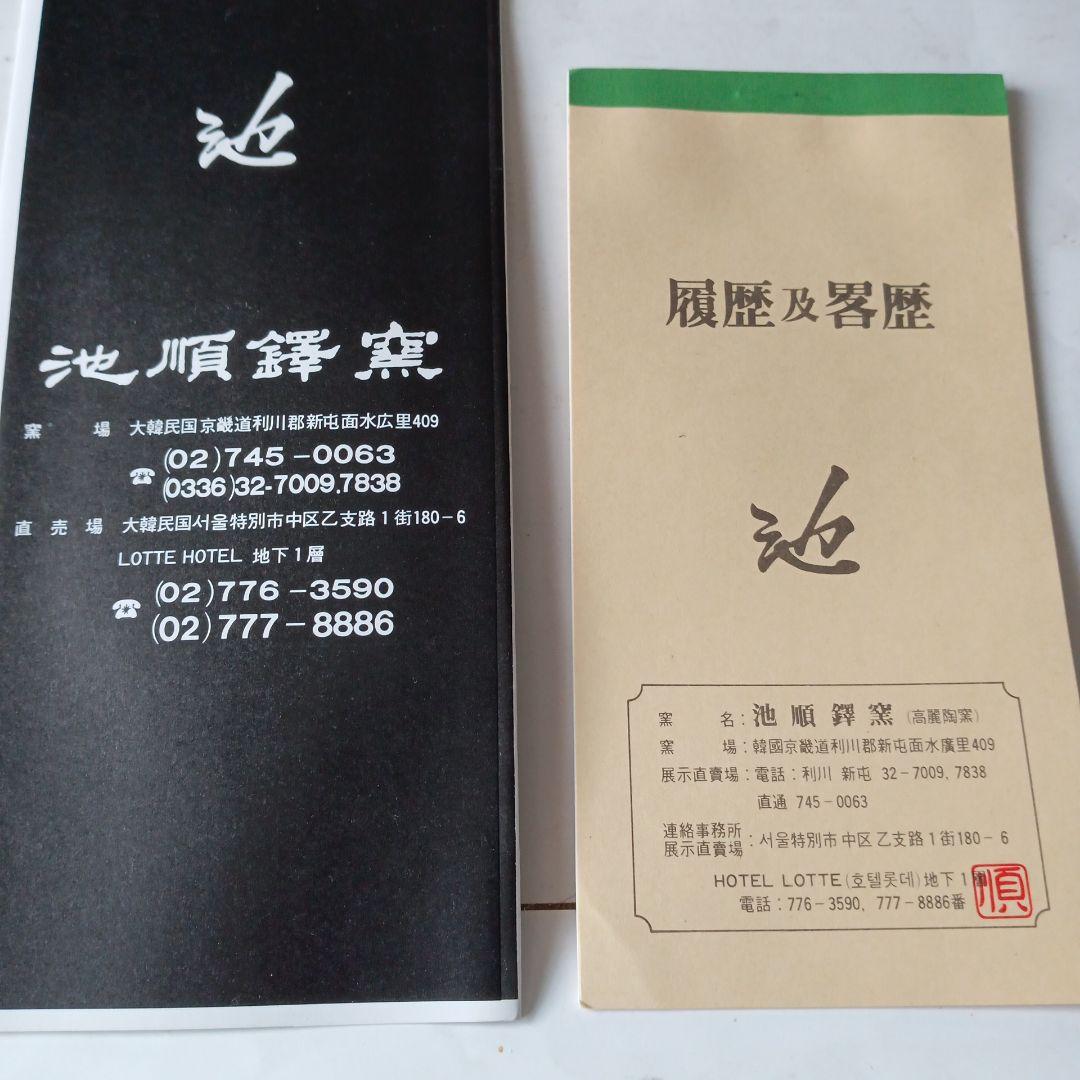 池
池順鐸窯
窯 場 大韓民国京畿道利川郡新屯面水広里409
☎ (02)745-0063
(0336)32-7009.7838
直売場 大韓民国서울特別市中区乙支路1街180-6
LOTTE HOTEL 地下1層
☎ (02)776-3590
(02)777-8886
履歴及畧歴
池
窯 名：池順鐸窯(高麗陶窯)
窯 場：韓國京畿道利川郡新屯面水廣里409
展示直賣場：電話：利川 新屯 32-7009, 7838
直通 745-0063
連絡事務所
展示直賣場：서울特別市中区乙支路1街180-6
HOTEL LOTTE(호텔롯데)地下1層
電話：776-3590, 777-8886番
順